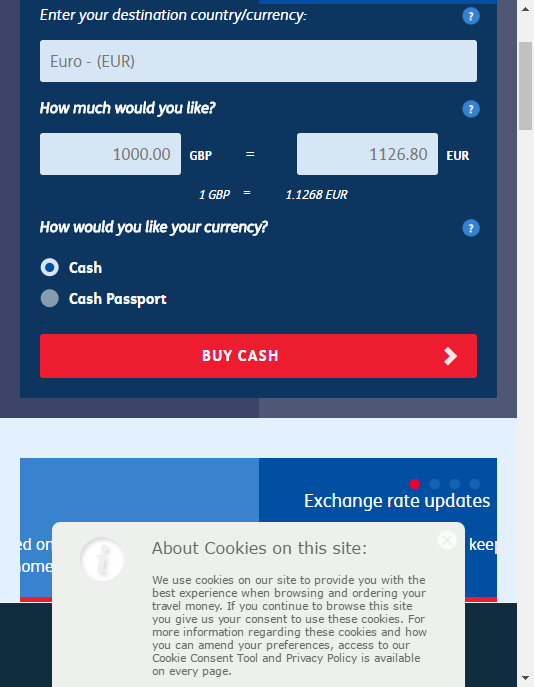 Enter your destination country/currency:
?
Euro - (EUR)
How much would you like?
?
1000.00 GBP = 1126.80 EUR
1 GBP = 1.1268 EUR
How would you like your currency?
?
Cash
Cash Passport
BUY CASH
Exchange rate updates
ed on
keep
ome
i
About Cookies on this site:
We use cookies on our site to provide you with the
best experience when browsing and ordering your
travel money. If you continue to browse this site
you give us your consent to use these cookies. For
more information regarding these cookies and how
you can amend your preferences, access to our
Cookie Consent Tool and Privacy Policy is available
on every page.